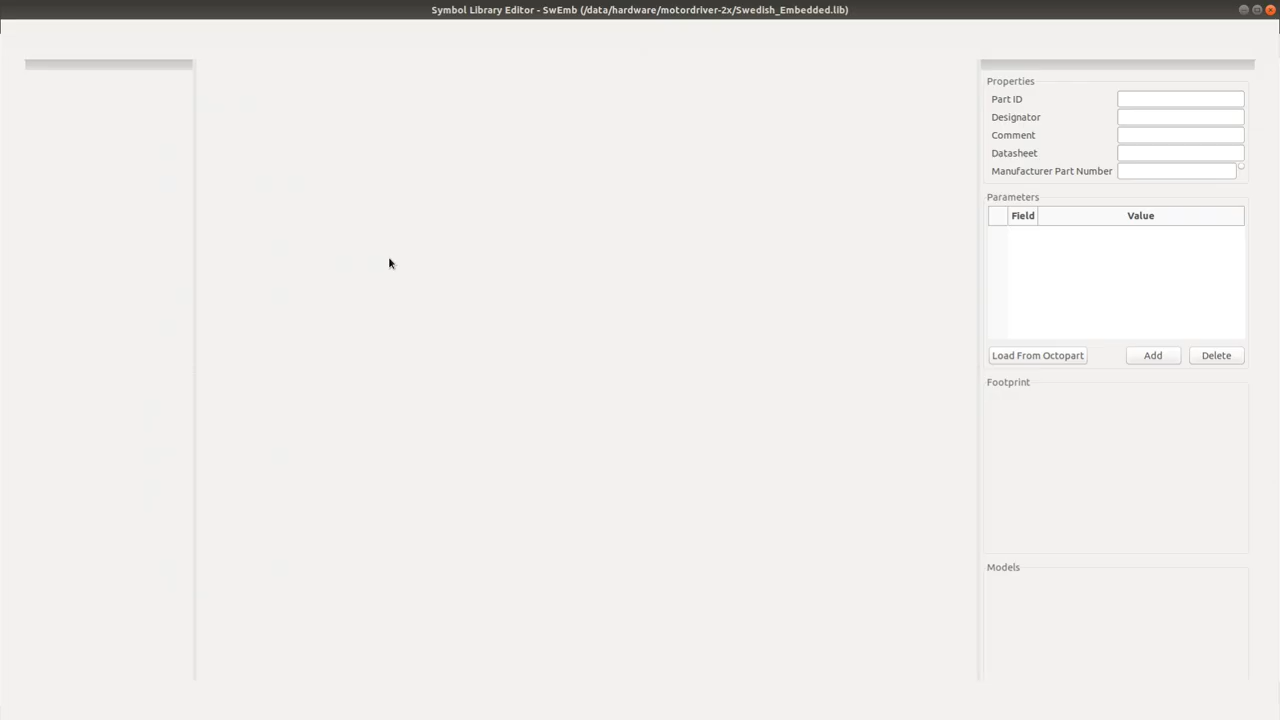 Symbol Library Editor - SwEmb (/data/hardware/motordriver-2x/Swedish_Embedded.lib)
Properties
Part ID
Designator
Comment
Datasheet
Manufacturer Part Number
Parameters
Field Value
Load From Octopart Add Delete
Footprint
Models